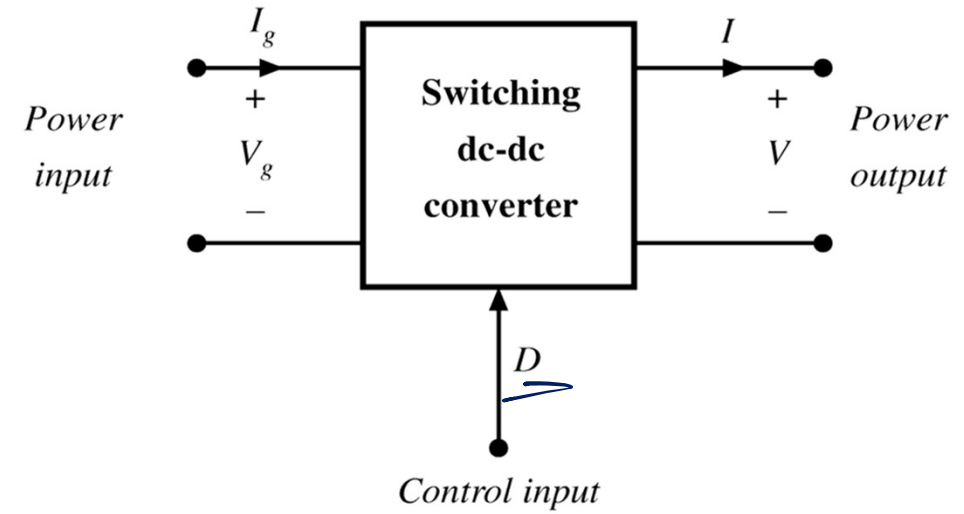 I_g
I
+
V_g
–
Power
input
Switching
dc-dc
converter
+
V
–
Power
output
D
Control input